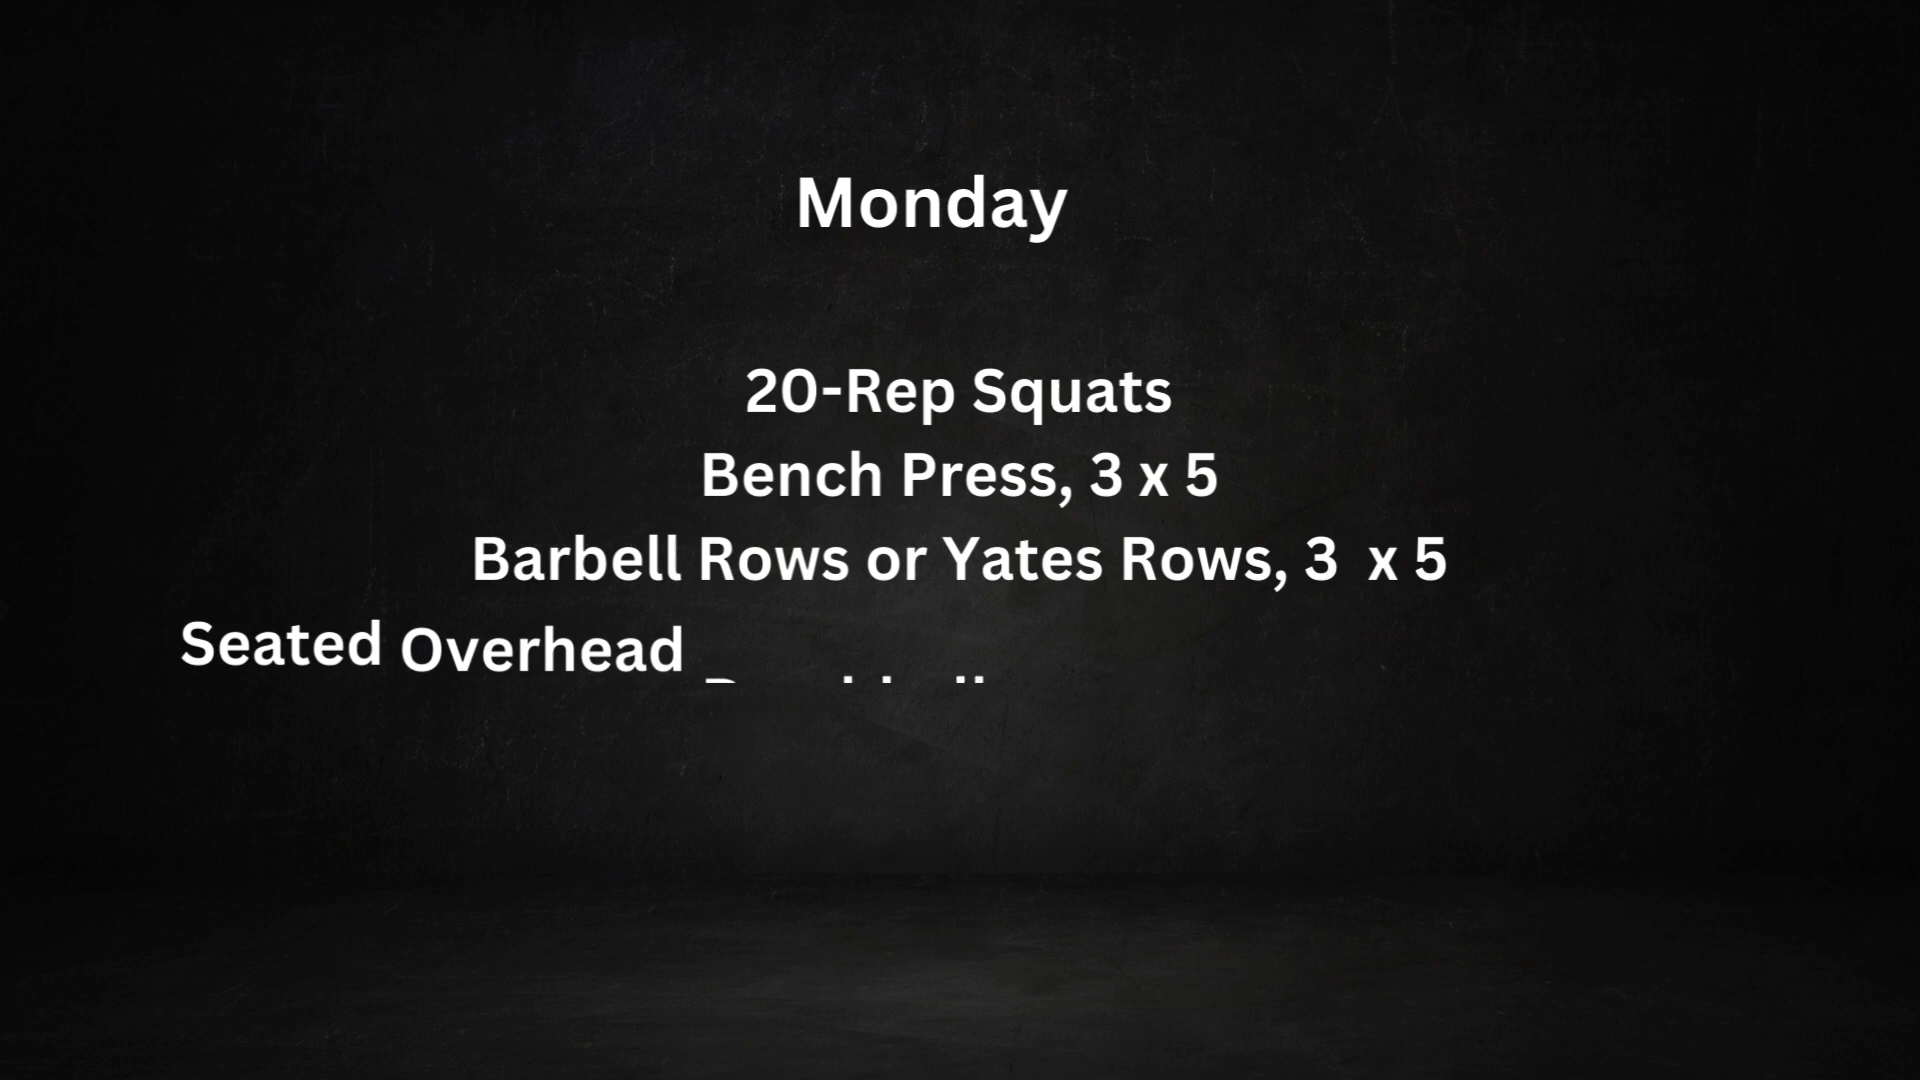 Monday
20-Rep Squats
Bench Press, 3 x 5
Barbell Rows or Yates Rows, 3 x 5
Seated Overhead